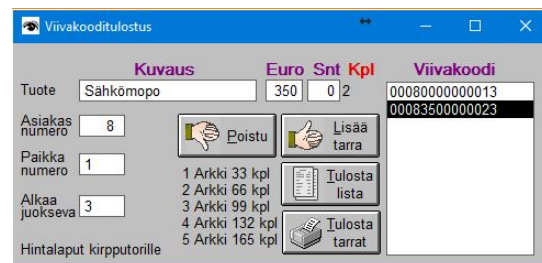 Viivakooditulostus
Kuvaus Euro Snt Kpl Viivakoodi
Tuote Sähkömopo 350 0 2
00080000000013
00083500000023
Asiakas numero 8
Poistu
Lisää tarra
Paikka numero 1
1 Arkki 33 kpl
2 Arkki 66 kpl
3 Arkki 99 kpl
4 Arkki 132 kpl
5 Arkki 165 kpl
Tulosta lista
Alkaa juokseva 3
Tulosta tarrat
Hintalaput kirpputorille